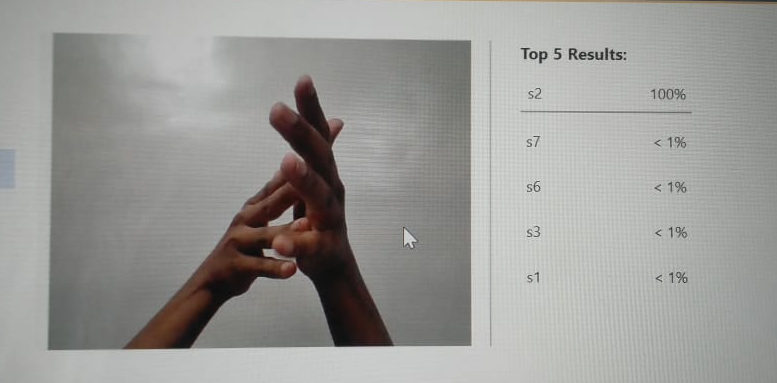 Top 5 Results:
s2 100%
s7 < 1%
s6 < 1%
s3 < 1%
s1 < 1%